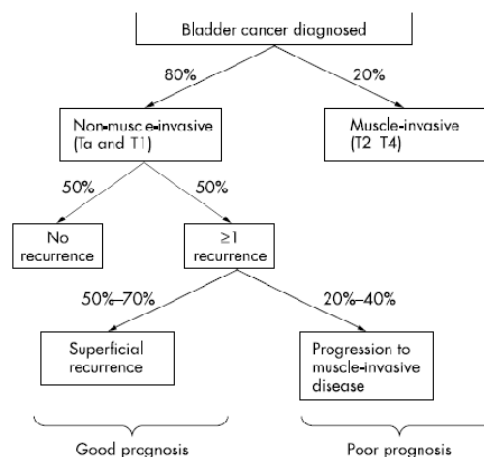 Bladder cancer diagnosed
80%
20%
Non-muscle-invasive
(Ta and T1)
Muscle-invasive
(T2 T4)
50%
50%
No
recurrence
≥1
recurrence
50%–70%
20%–40%
Superficial
recurrence
Progression to
muscle-invasive
disease
Good prognosis
Poor prognosis